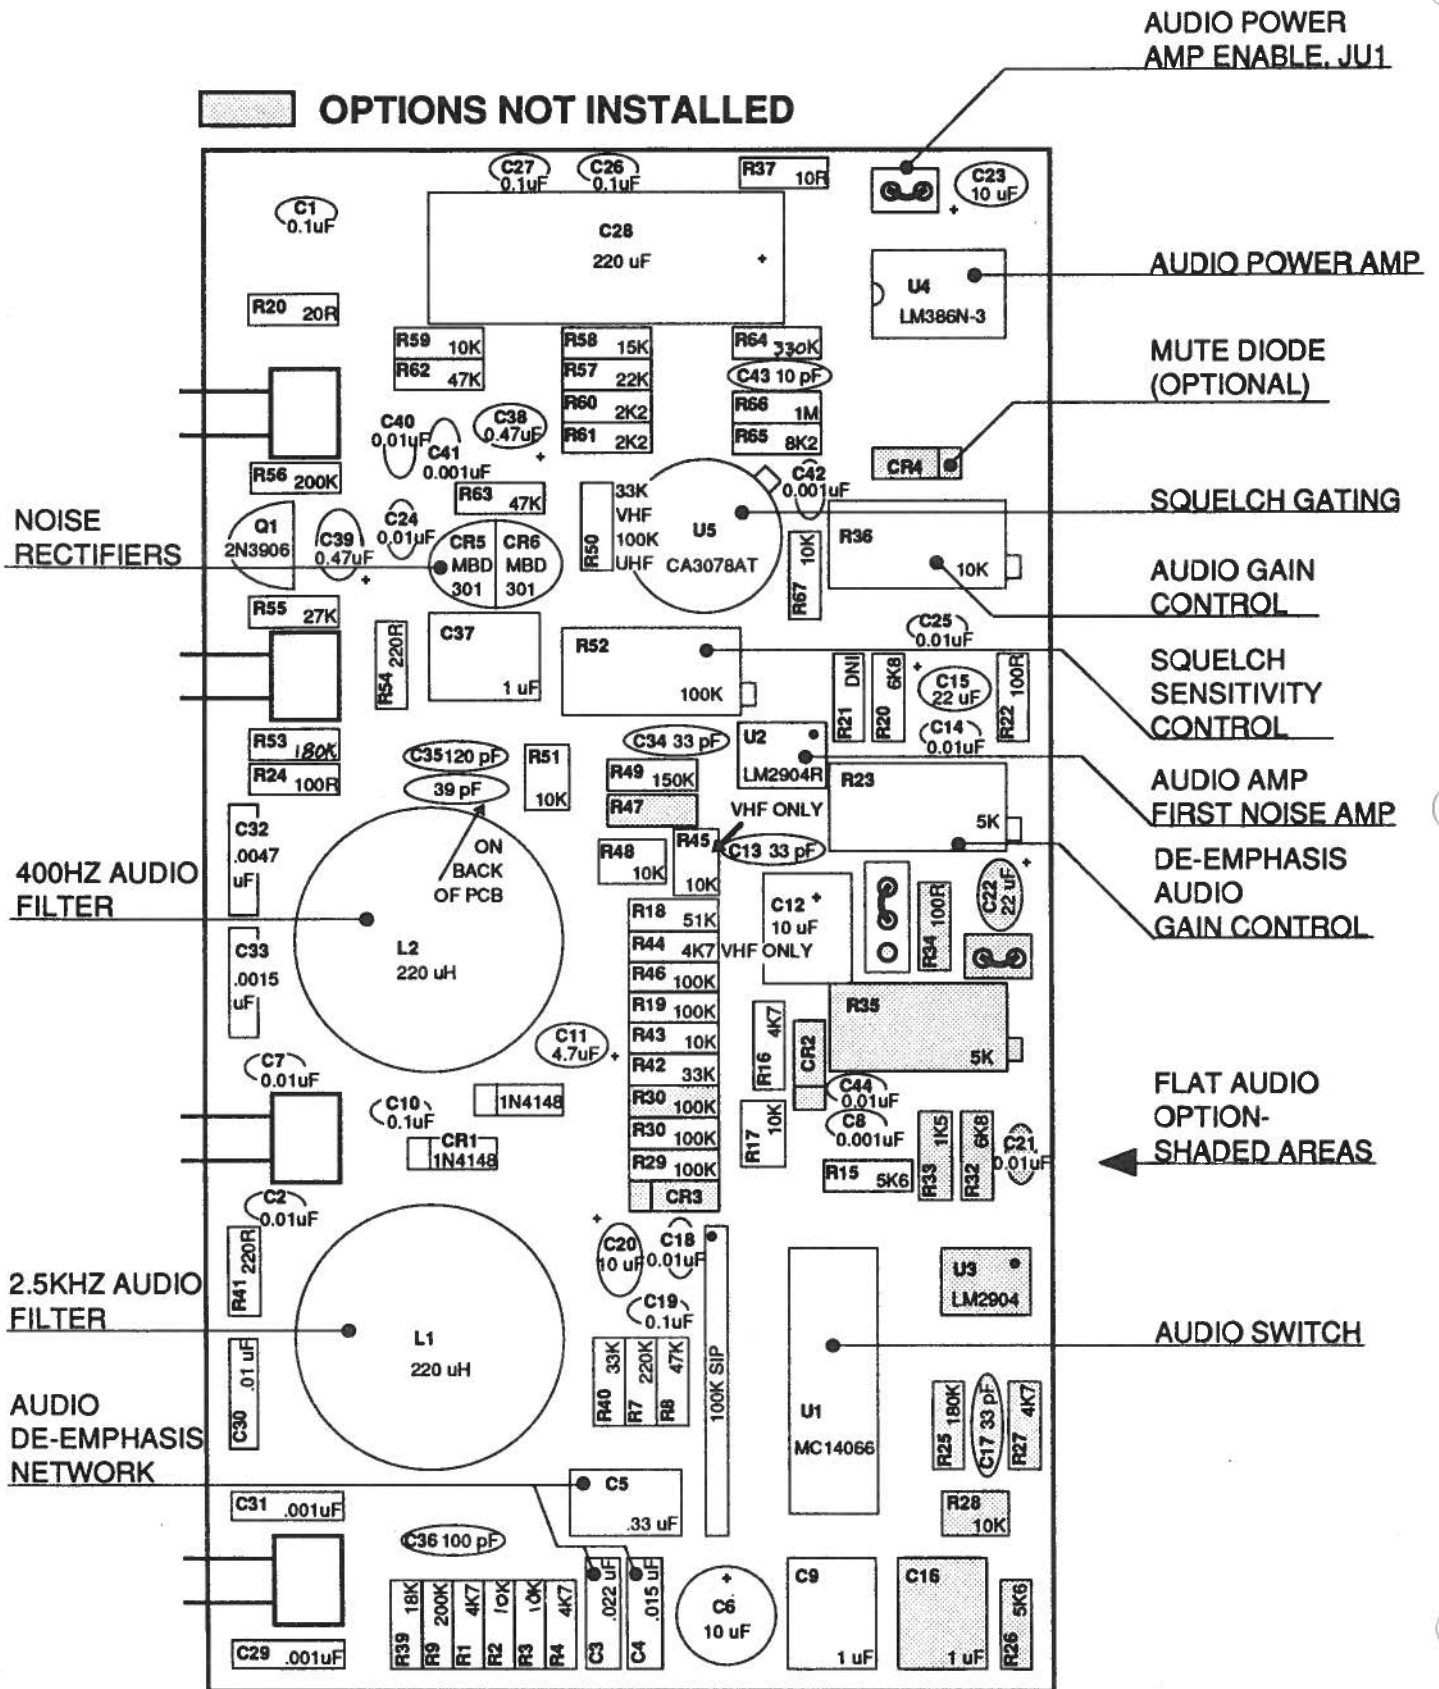 AUDIO POWER
AMP ENABLE, JU1
OPTIONS NOT INSTALLED
C27
0.1uF
C26
0.1uF
R37
10R
C23
10 uF
+
C1
0.1uF
C28
220 uF
+
AUDIO POWER AMP
U4
LM386N-3
R20
20R
R59
10K
R62
47K
R58
15K
R57
22K
R60
2K2
R61
2K2
R64
330K
C43 10 pF
R66
1M
R65
8K2
MUTE DIODE
(OPTIONAL)
C40
0.01uF
C41
0.001uF
C38
0.47uF
+
CR4
R56
200K
R63
47K
33K
VHF
100K
UHF
R50
U5
CA3078AT
C42
0.001uF
SQUELCH GATING
R36
10K
NOISE
RECTIFIERS
Q1
2N3906
C39
0.47uF
+
C24
0.01uF
CR5
MBD
301
CR6
MBD
301
R67 10K
AUDIO GAIN
CONTROL
R55
27K
C37
1 uF
R54 220R
R52
100K
C25
0.01uF
SQUELCH
SENSITIVITY
CONTROL
R21 DNI
R20 6K8
+
C15
22 uF
R22 100R
C14
0.01uF
R53
180K
R24
100R
C35 120 pF
39 pF
R51
10K
C34 33 pF
R49
150K
R47
U2
LM2904R
R23
5K
AUDIO AMP
FIRST NOISE AMP
VHF ONLY
C32
.0047
uF
ON
BACK
OF PCB
R48
10K
R45
10K
C13 33 pF
DE-EMPHASIS
AUDIO
GAIN CONTROL
400HZ AUDIO
FILTER
C12 +
10 uF
R34 100R
C22
22 uF
+
R18
51K
R44
4K7
VHF ONLY
L2
220 uH
C33
.0015
uF
R46
100K
R19
100K
R43
10K
R42
33K
R30
100K
R30
100K
R29
100K
CR3
R35
5K
C11
4.7uF
+
R16 4K7
CR2
C7
0.01uF
C10
0.1uF
1N4148
CR1
1N4148
R17 10K
C44
0.01uF
C8
0.001uF
FLAT AUDIO
OPTION-
SHADED AREAS
R15
5K6
R33 1K5
R32 6K8
C21
0.01uF
C2
0.01uF
R41 220R
+
C20
10 uF
C18
0.01uF
U3
LM2904
2.5KHZ AUDIO
FILTER
C19
0.1uF
L1
220 uH
AUDIO SWITCH
R40 33K
R7 220K
R8 47K
100K SIP
C30 .01 uF
U1
MC14066
R25 180K
C17 33 pF
R27 4K7
AUDIO
DE-EMPHASIS
NETWORK
C5
.33 uF
C31
.001uF
R28
10K
C36 100 pF
R39 18K
R9 200K
R1 4K7
R2 10K
R3 10K
R4 4K7
C3 .022 uF
C4 .015 uF
+
C6
10 uF
C9
1 uF
C16
1 uF
R26 5K6
C29
.001uF